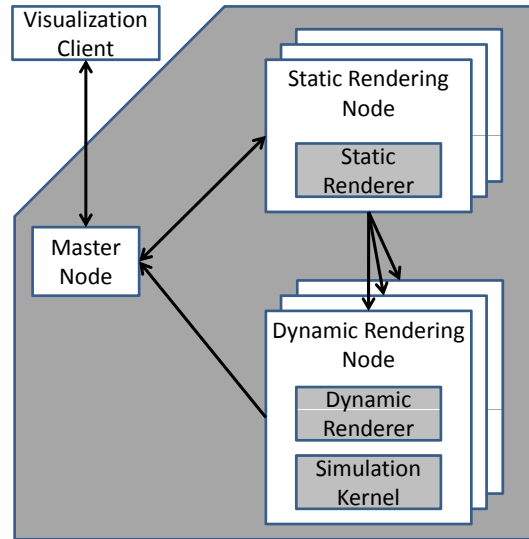 Visualization
Client
Static Rendering
Node
Static
Renderer
Master
Node
Dynamic Rendering
Node
Dynamic
Renderer
Simulation
Kernel